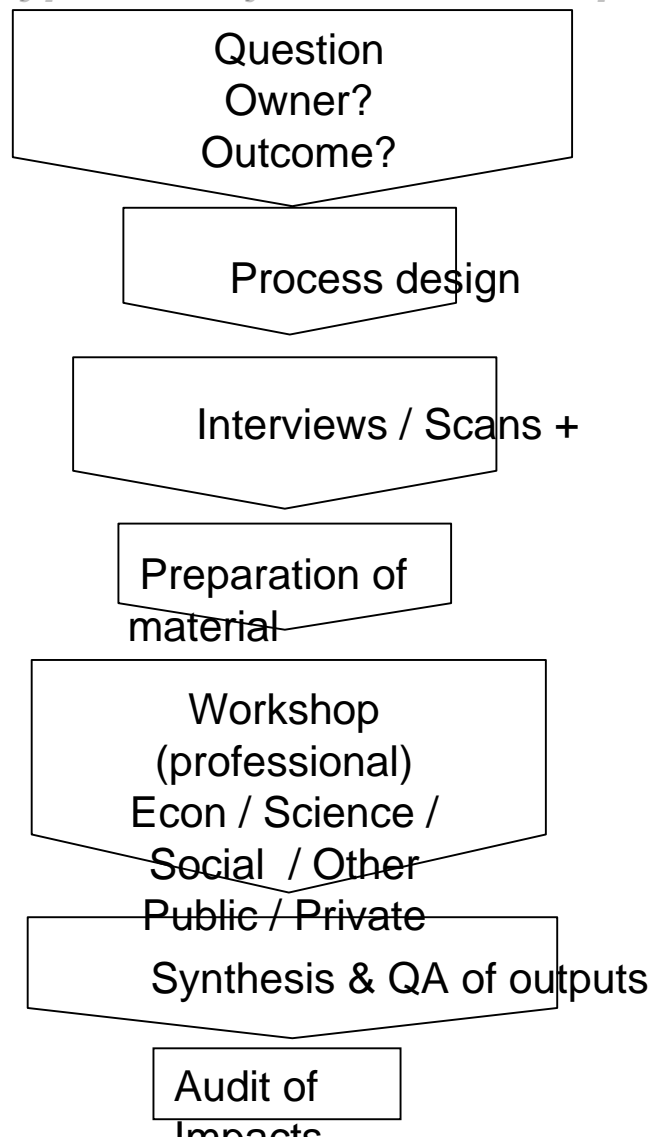 Question
Owner?
Outcome?
Process design
Interviews / Scans +
Preparation of
material
Workshop
(professional)
Econ / Science /
Social / Other
Public / Private
Synthesis & QA of outputs
Audit of
Impacts